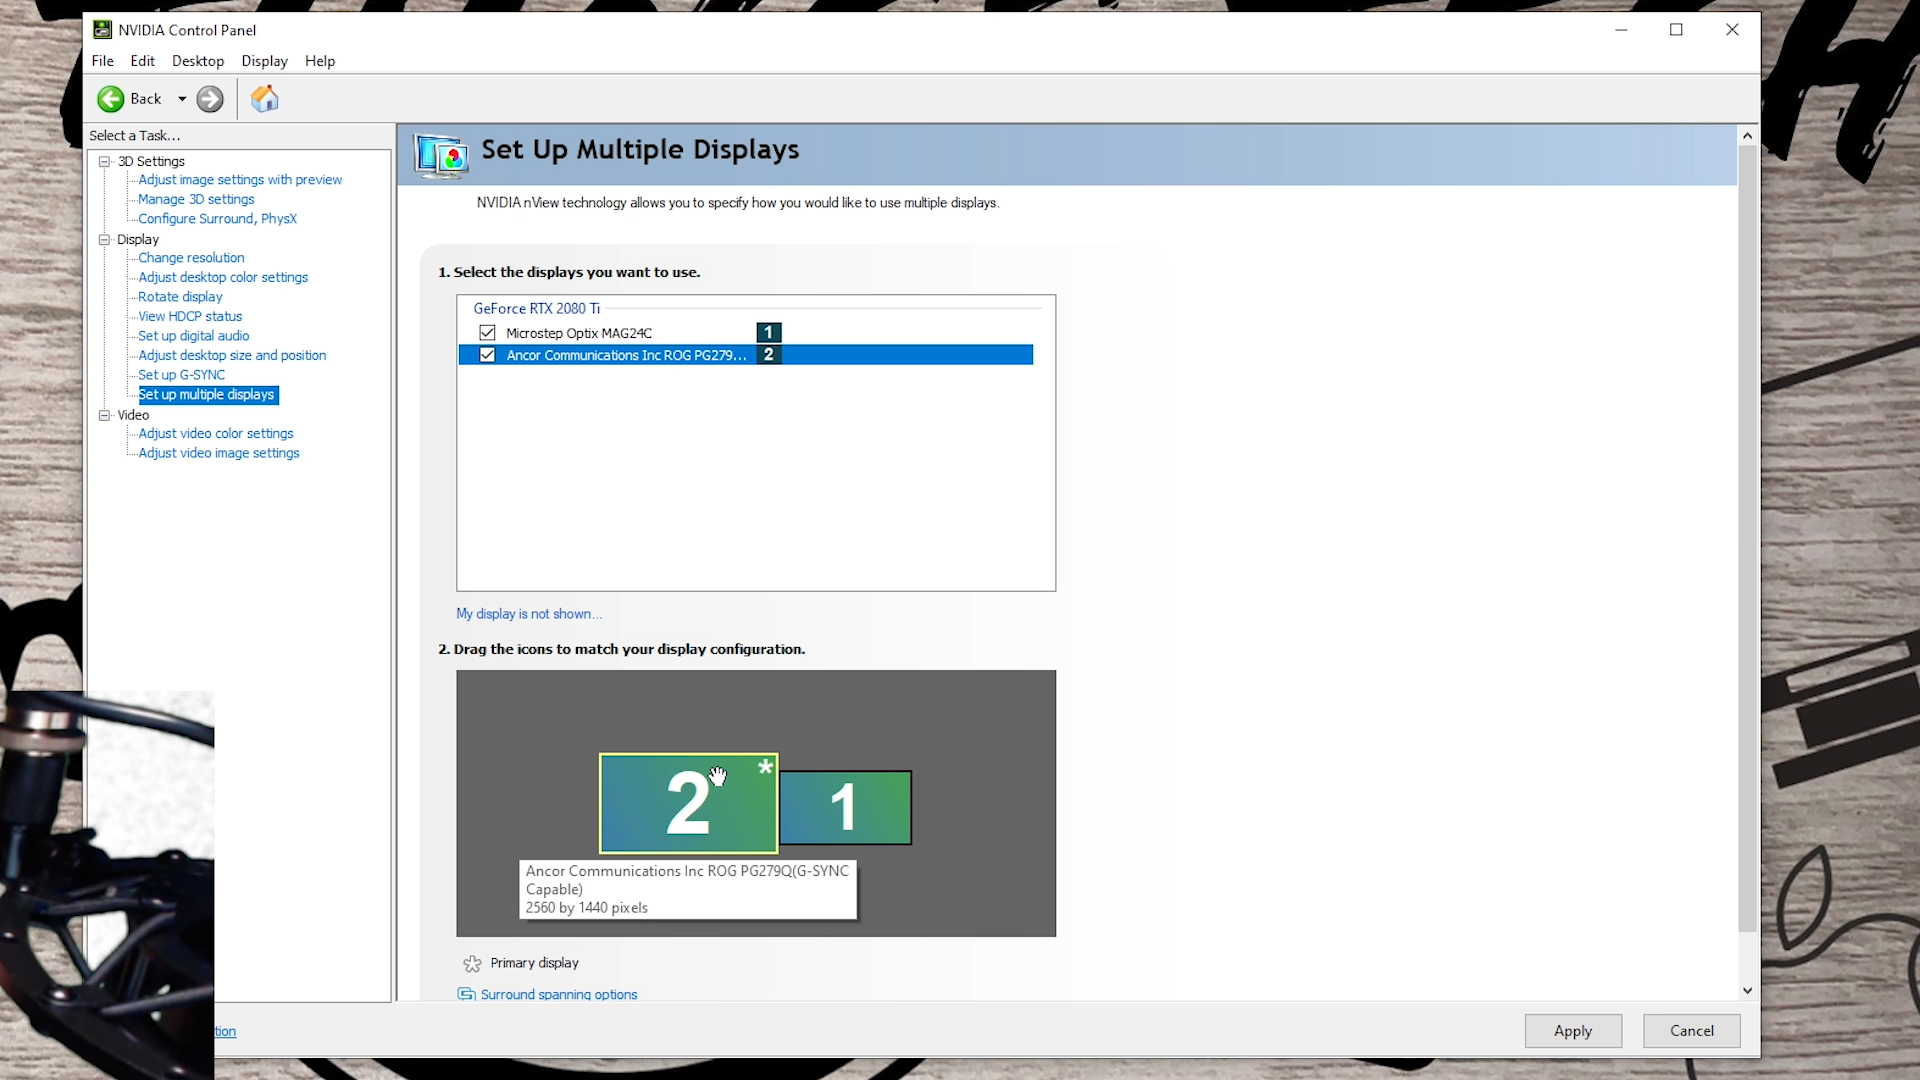 NVIDIA Control Panel
File Edit Desktop Display Help
Back
Select a Task...
3D Settings
Adjust image settings with preview
Manage 3D settings
Configure Surround, PhysX
Display
Change resolution
Adjust desktop color settings
Rotate display
View HDCP status
Set up digital audio
Adjust desktop size and position
Set up G-SYNC
Set up multiple displays
Video
Adjust video color settings
Adjust video image settings
Set Up Multiple Displays
NVIDIA nView technology allows you to specify how you would like to use multiple displays.
1. Select the displays you want to use.
GeForce RTX 2080 Ti
Microstep Optix MAG24C 1
Ancor Communications Inc ROG PG279... 2
My display is not shown...
2. Drag the icons to match your display configuration.
2 * 1
Ancor Communications Inc ROG PG279Q(G-SYNC
Capable)
2560 by 1440 pixels
Primary display
Surround spanning options
tion
Apply Cancel